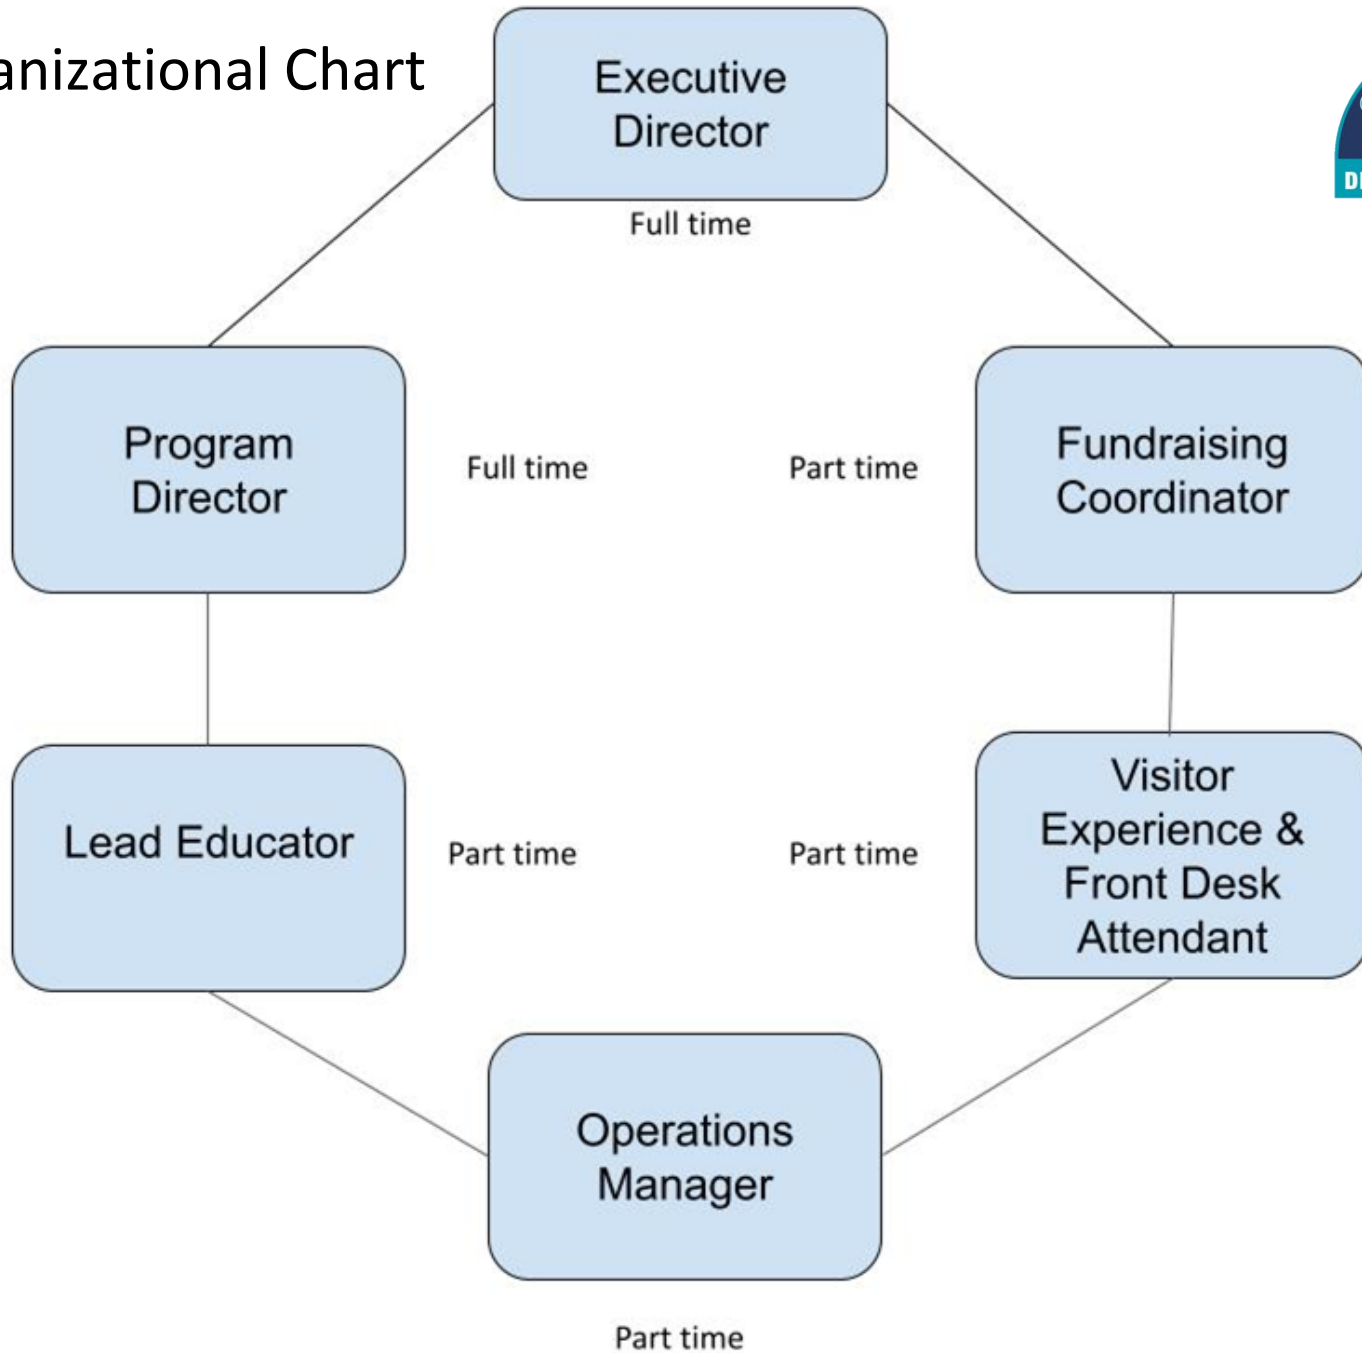 anizational Chart
Executive
Director
Full time
Program
Director
Full time
Part time
Fundraising
Coordinator
Lead Educator
Part time
Part time
Visitor
Experience &
Front Desk
Attendant
Operations
Manager
Part time